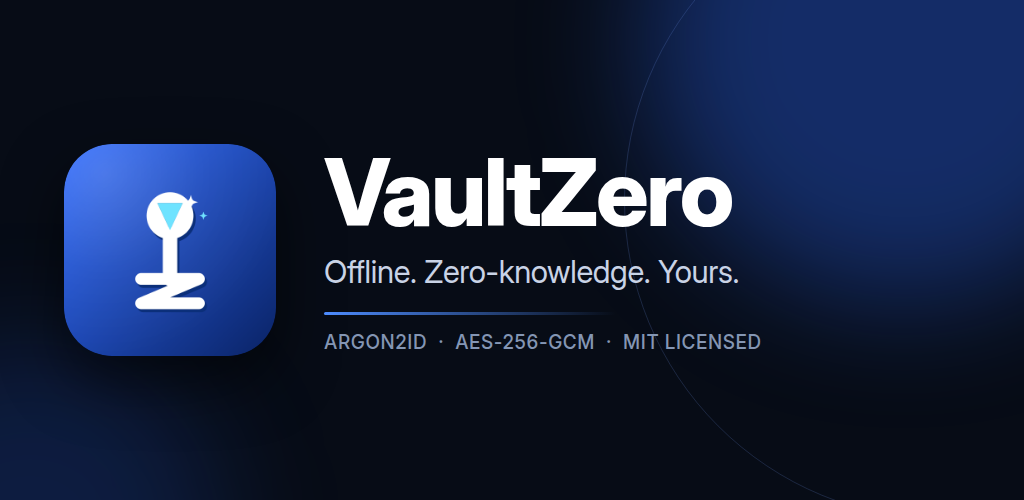 VaultZero
Offline. Zero-knowledge. Yours.
ARGON2ID · AES-256-GCM · MIT LICENSED